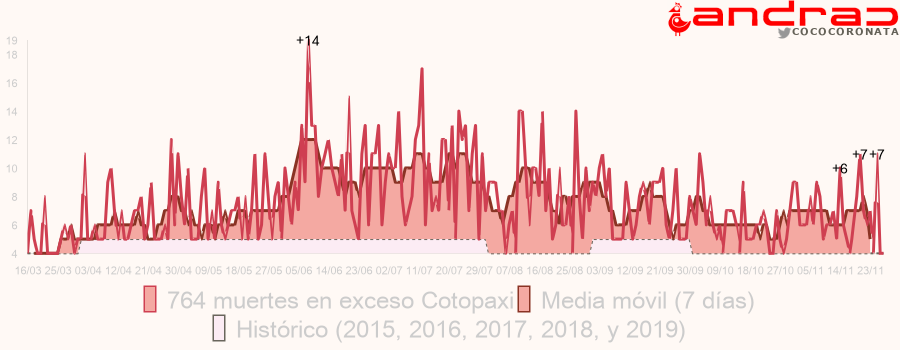 andrac
COCOCORONATA
19
18
16
14
12
10
8
6
4
+14
+6
+7
+7
16/03 25/03 03/04 12/04 21/04 30/04 09/05 18/05 27/05 05/06 14/06 23/06 02/07 11/07 20/07 29/07 07/08 16/08 25/08 03/09 12/09 21/09 30/09 09/10 18/10 27/10 05/11 14/11 23/11
764 muertes en exceso Cotopaxi Media móvil (7 días)
Histórico (2015, 2016, 2017, 2018, y 2019)